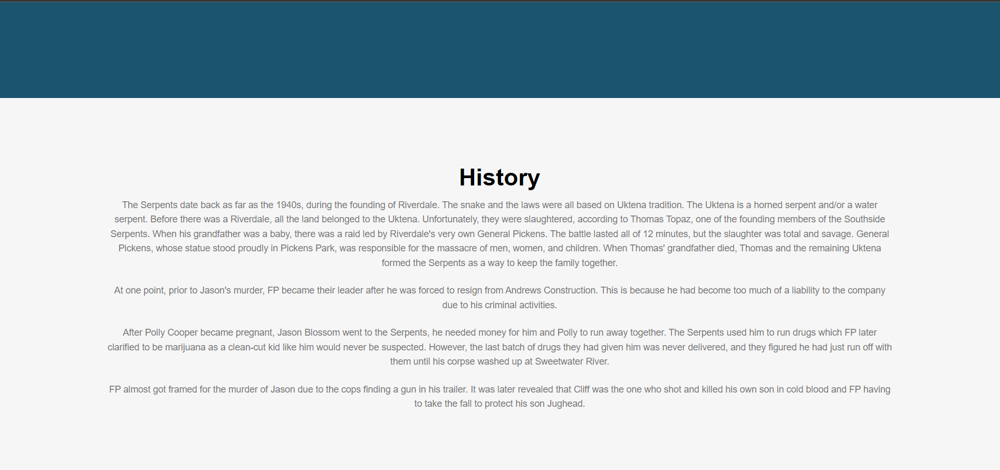 History
The Serpents date back as far as the 1940s, during the founding of Riverdale. The snake and the laws were all based on Uktena tradition. The Uktena is a horned serpent and/or a water
serpent. Before there was a Riverdale, all the land belonged to the Uktena. Unfortunately, they were slaughtered, according to Thomas Topaz, one of the founding members of the Southside
Serpents. When his grandfather was a baby, there was a raid led by Riverdale's very own General Pickens. The battle lasted all of 12 minutes, but the slaughter was total and savage. General
Pickens, whose statue stood proudly in Pickens Park, was responsible for the massacre of men, women, and children. When Thomas' grandfather died, Thomas and the remaining Uktena
formed the Serpents as a way to keep the family together.
At one point, prior to Jason's murder, FP became their leader after he was forced to resign from Andrews Construction. This is because he had become too much of a liability to the company
due to his criminal activities.
After Polly Cooper became pregnant, Jason Blossom went to the Serpents, he needed money for him and Polly to run away together. The Serpents used him to run drugs which FP later
clarified to be marijuana as a clean-cut kid like him would never be suspected. However, the last batch of drugs they had given him was never delivered, and they figured he had just run off with
them until his corpse washed up at Sweetwater River.
FP almost got framed for the murder of Jason due to the cops finding a gun in his trailer. It was later revealed that Cliff was the one who shot and killed his own son in cold blood and FP having
to take the fall to protect his son Jughead.